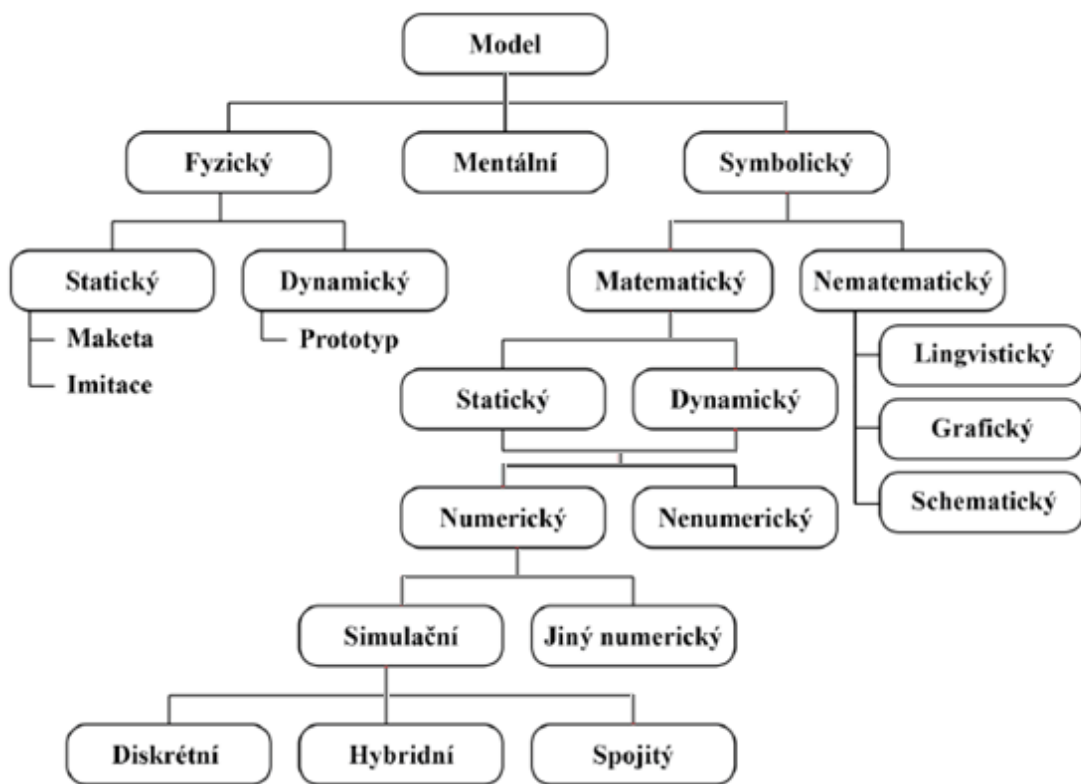 Model
Fyzický
Mentální
Symbolický
Statický
Dynamický
Matematický
Nematematický
Maketa
Prototyp
Lingvistický
Imitace
Statický
Dynamický
Grafický
Numerický
Nenumerický
Schematický
Simulační
Jiný numerický
Diskrétní
Hybridní
Spojitý